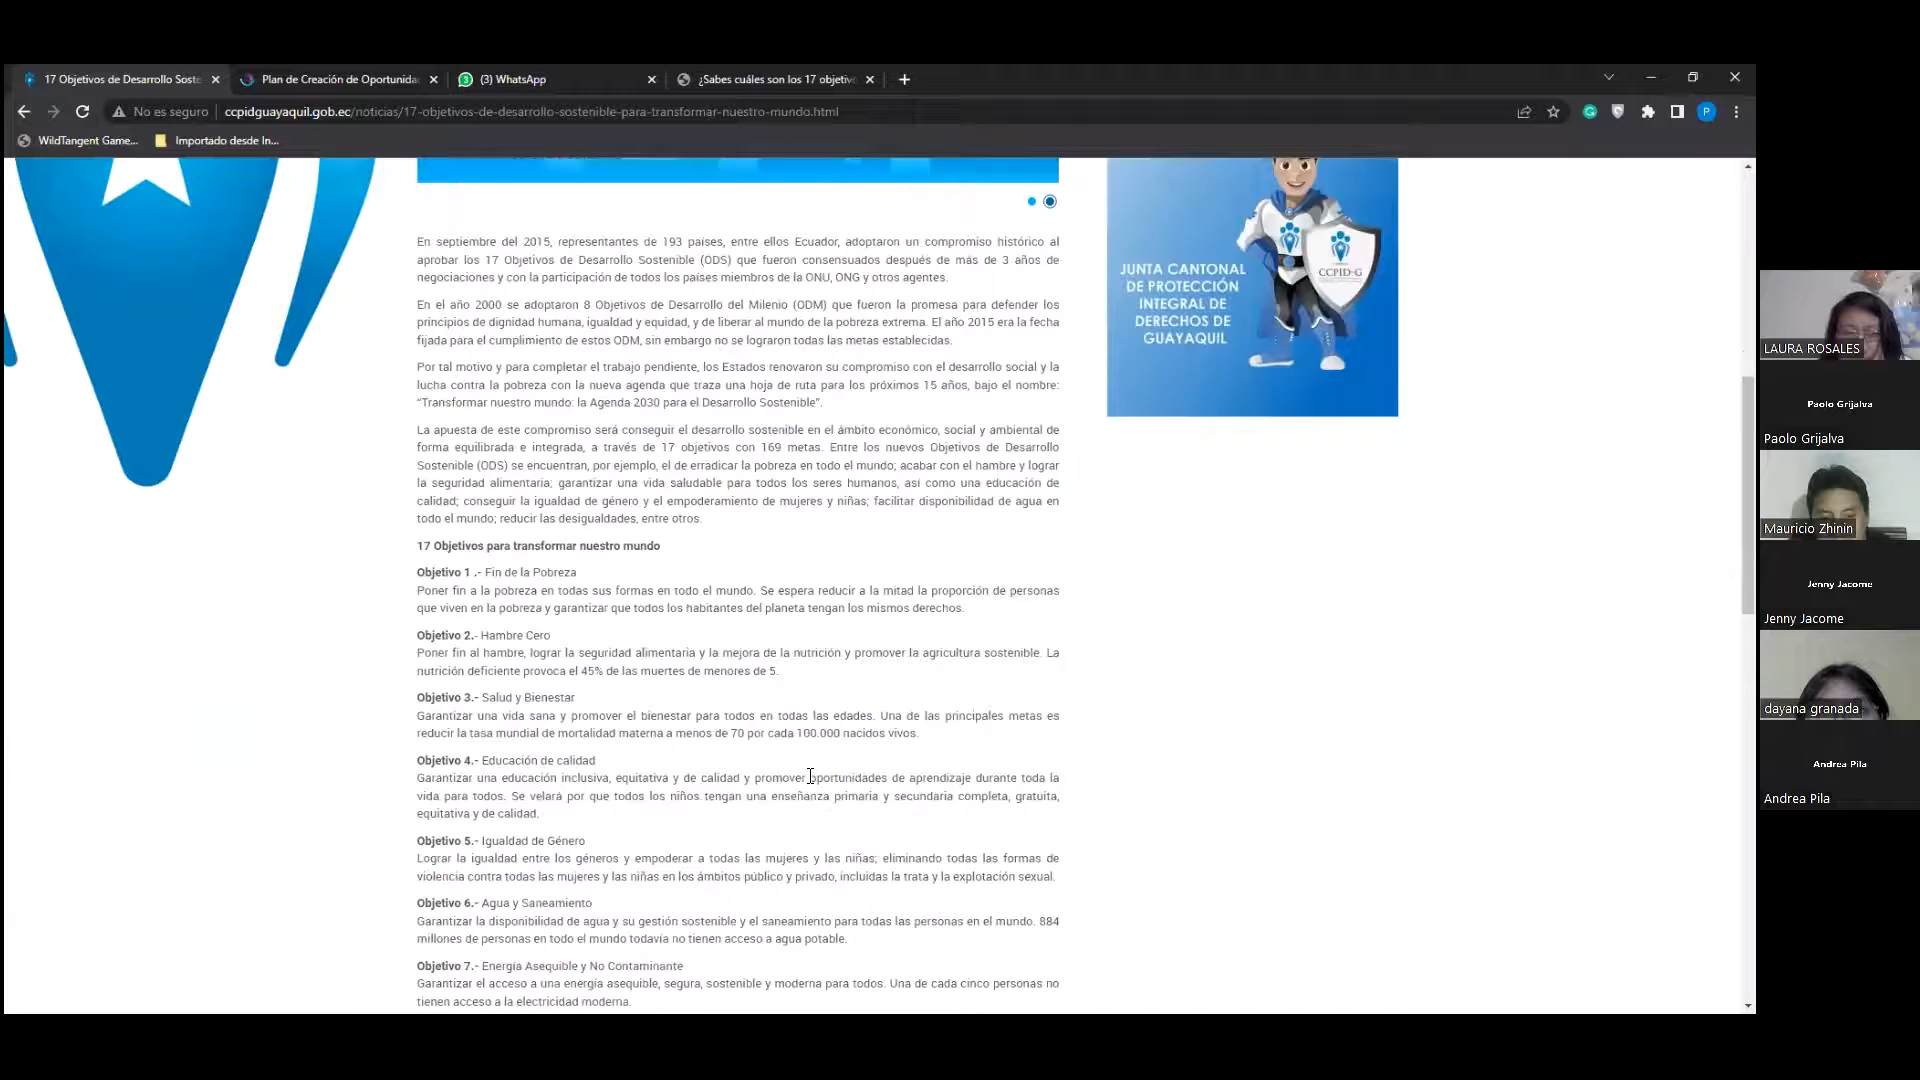 17 Objetivos de Desarrollo Soste
Plan de Creación de Oportunida
(3) WhatsApp
¿Sabes cuáles son los 17 objetiv
No es seguro
ccpidguayaquil.gob.ec/noticias/17-objetivos-de-desarrollo-sostenible-para-transformar-nuestro-mundo.html
P
WildTangent Game...
Importado desde In...
En septiembre del 2015, representantes de 193 países, entre ellos Ecuador, adoptaron un compromiso histórico al
aprobar los 17 Objetivos de Desarrollo Sostenible (ODS) que fueron consensuados después de más de 3 años de
negociaciones y con la participación de todos los países miembros de la ONU, ONG y otros agentes.
En el año 2000 se adoptaron 8 Objetivos de Desarrollo del Milenio (ODM) que fueron la promesa para defender los
principios de dignidad humana, igualdad y equidad, y de liberar al mundo de la pobreza extrema. El año 2015 era la fecha
fijada para el cumplimiento de estos ODM, sin embargo no se lograron todas las metas establecidas.
Por tal motivo y para completar el trabajo pendiente, los Estados renovaron su compromiso con el desarrollo social y la
lucha contra la pobreza con la nueva agenda que traza una hoja de ruta para los próximos 15 años, bajo el nombre:
“Transformar nuestro mundo: la Agenda 2030 para el Desarrollo Sostenible”.
La apuesta de este compromiso será conseguir el desarrollo sostenible en el ámbito económico, social y ambiental de
forma equilibrada e integrada, a través de 17 objetivos con 169 metas. Entre los nuevos Objetivos de Desarrollo
Sostenible (ODS) se encuentran, por ejemplo, el de erradicar la pobreza en todo el mundo; acabar con el hambre y lograr
la seguridad alimentaria; garantizar una vida saludable para todos los seres humanos, así como una educación de
calidad; conseguir la igualdad de género y el empoderamiento de mujeres y niñas; facilitar disponibilidad de agua en
todo el mundo; reducir las desigualdades, entre otros.
17 Objetivos para transformar nuestro mundo
Objetivo 1 .- Fin de la Pobreza
Poner fin a la pobreza en todas sus formas en todo el mundo. Se espera reducir a la mitad la proporción de personas
que viven en la pobreza y garantizar que todos los habitantes del planeta tengan los mismos derechos.
Objetivo 2.- Hambre Cero
Poner fin al hambre, lograr la seguridad alimentaria y la mejora de la nutrición y promover la agricultura sostenible. La
nutrición deficiente provoca el 45% de las muertes de menores de 5.
Objetivo 3.- Salud y Bienestar
Garantizar una vida sana y promover el bienestar para todos en todas las edades. Una de las principales metas es
reducir la tasa mundial de mortalidad materna a menos de 70 por cada 100.000 nacidos vivos.
Objetivo 4.- Educación de calidad
Garantizar una educación inclusiva, equitativa y de calidad y promover oportunidades de aprendizaje durante toda la
vida para todos. Se velará por que todos los niños tengan una enseñanza primaria y secundaria completa, gratuita,
equitativa y de calidad.
Objetivo 5.- Igualdad de Género
Lograr la igualdad entre los géneros y empoderar a todas las mujeres y las niñas; eliminando todas las formas de
violencia contra todas las mujeres y las niñas en los ámbitos público y privado, incluidas la trata y la explotación sexual.
Objetivo 6.- Agua y Saneamiento
Garantizar la disponibilidad de agua y su gestión sostenible y el saneamiento para todas las personas en el mundo. 884
millones de personas en todo el mundo todavía no tienen acceso a agua potable.
Objetivo 7.- Energía Asequible y No Contaminante
Garantizar el acceso a una energía asequible, segura, sostenible y moderna para todos. Una de cada cinco personas no
tienen acceso a la electricidad moderna.
JUNTA CANTONAL
DE PROTECCIÓN
INTEGRAL DE
DERECHOS DE
GUAYAQUIL
CCPID-G
LAURA ROSALES
Paolo Grijalva
Paolo Grijalva
Mauricio Zhinin
Jenny Jacome
Jenny Jacome
dayana granada
Andrea Pila
Andrea Pila